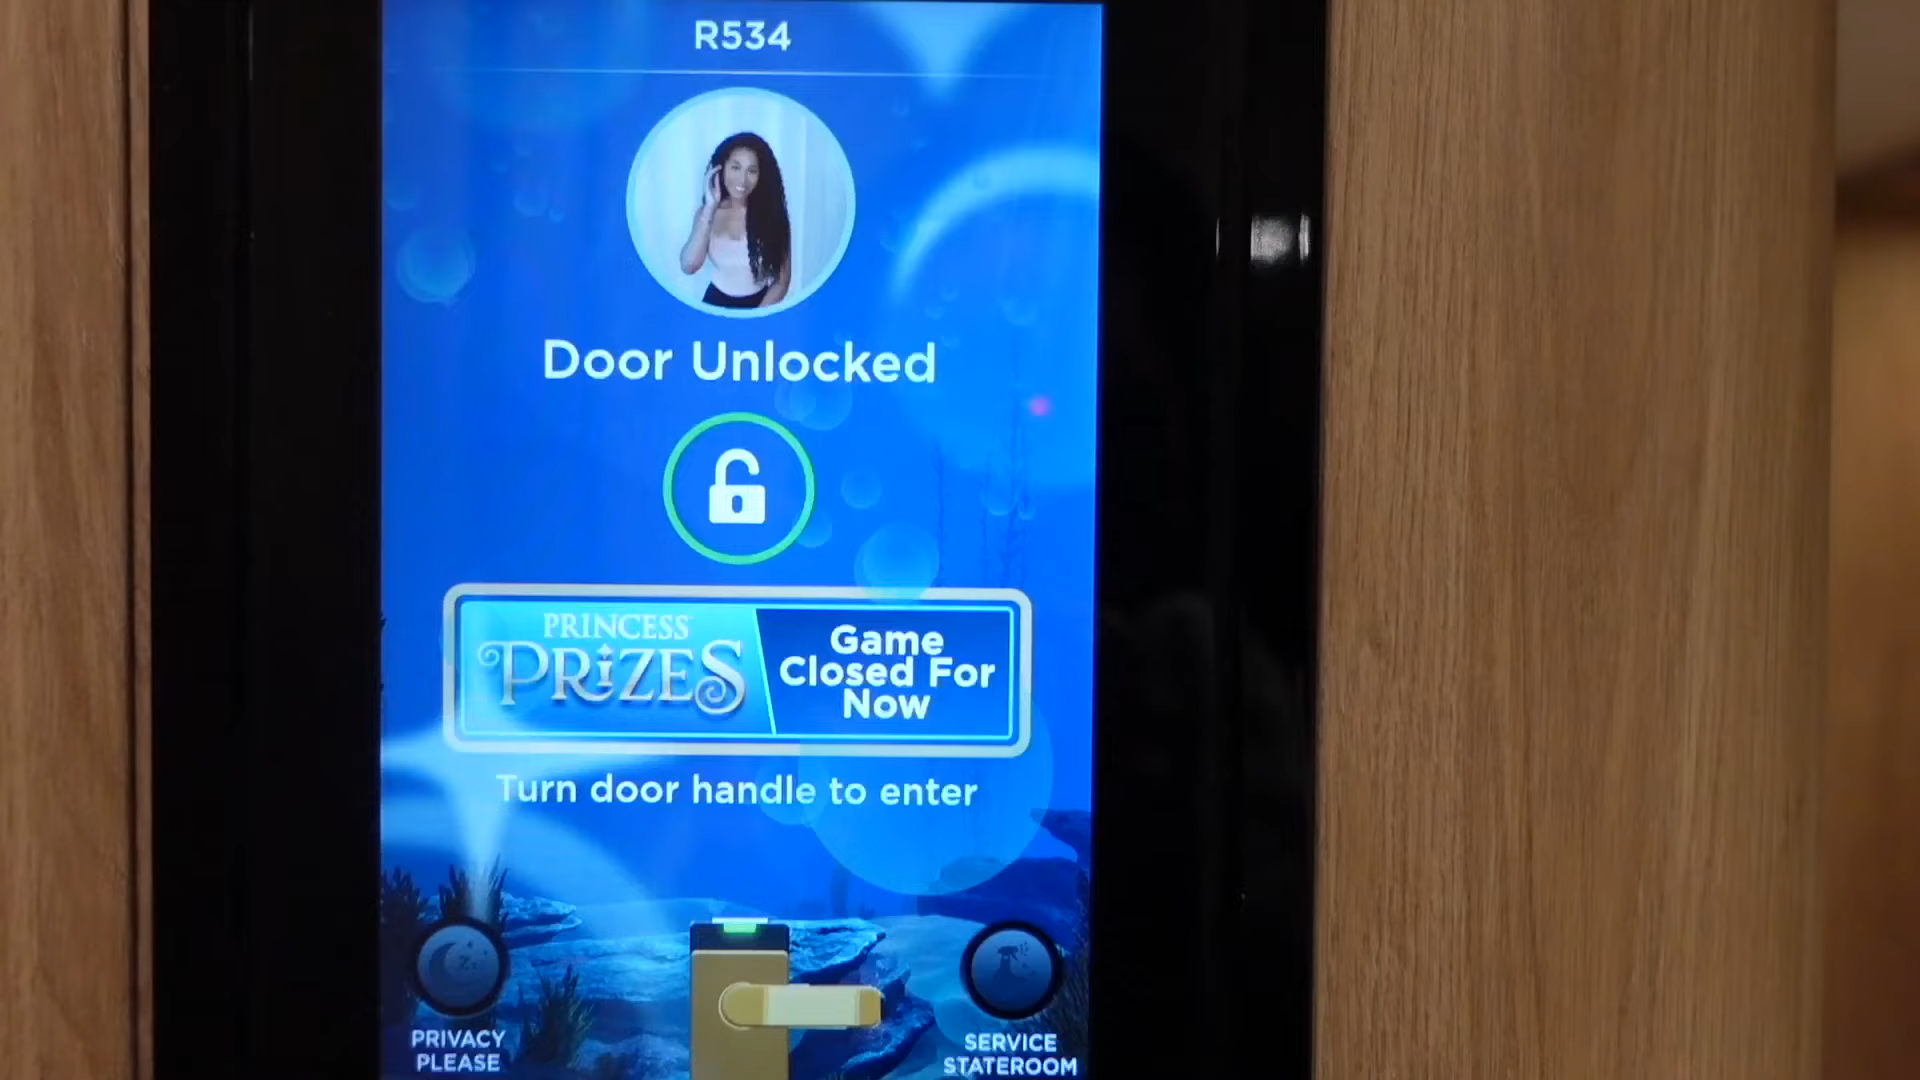 R534
Door Unlocked
PRINCESS
PRIZES
Game
Closed For
Now
Turn door handle to enter
PRIVACY
PLEASE
SERVICE
STATEROOM